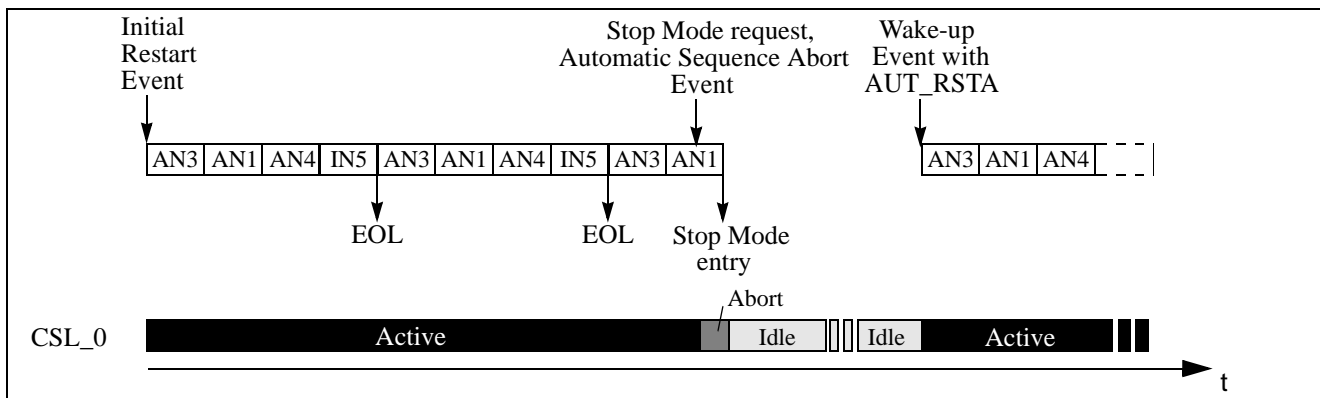 Initial
Restart
Event
Stop Mode request,
Automatic Sequence Abort
Event
Wake-up
Event with
AUT_RSTA
AN3 AN1 AN4 IN5 AN3 AN1 AN4 IN5 AN3 AN1
AN3 AN1 AN4
EOL
EOL
Stop Mode
entry
Abort
CSL_0
Active
Idle
Idle
Active
t